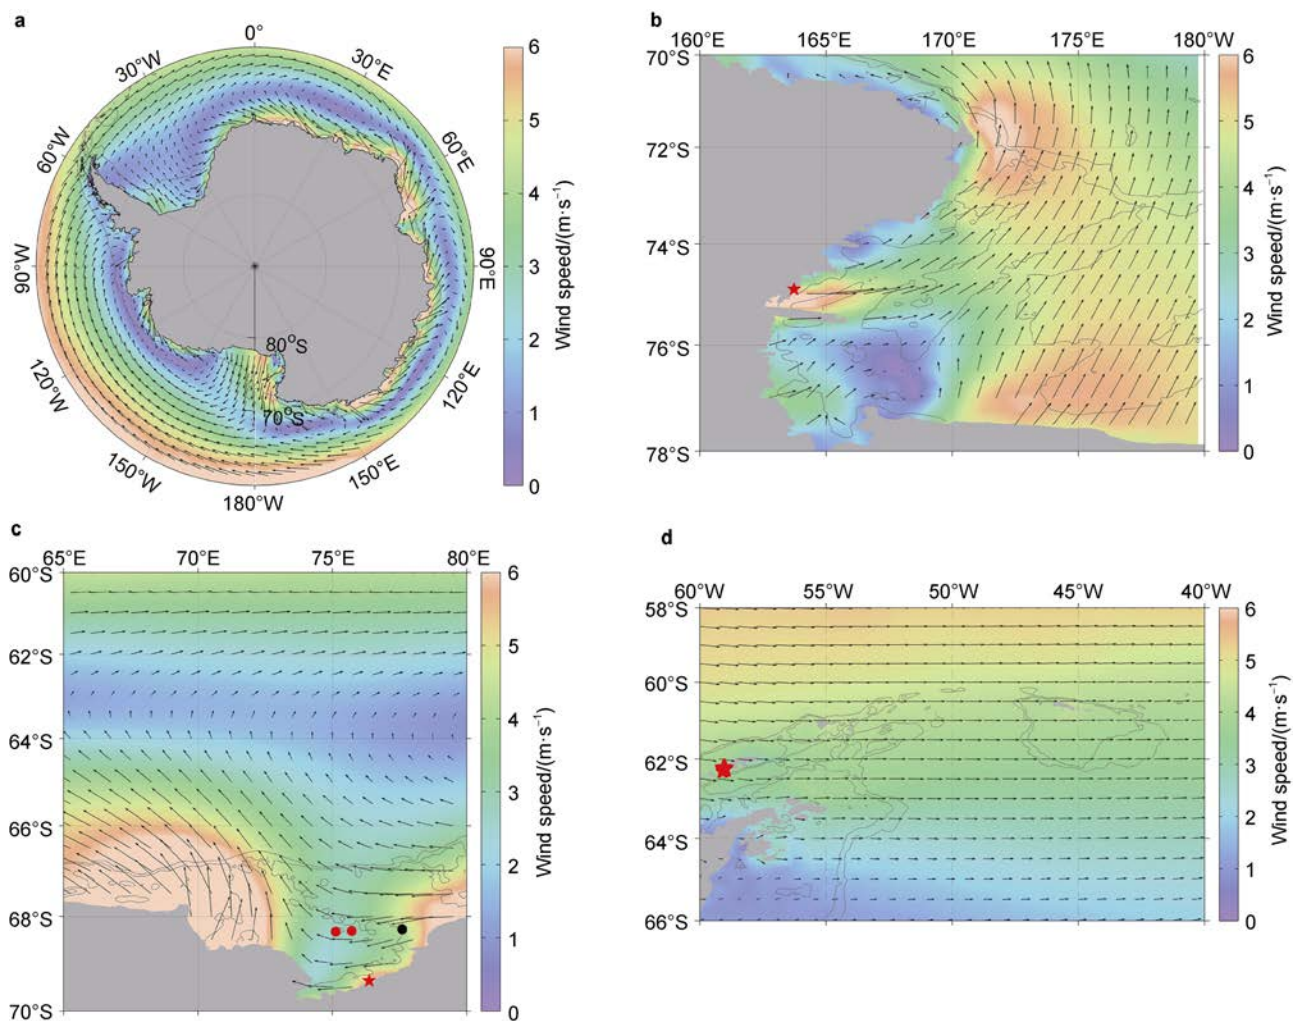 a
0°
30°W
30°E
60°W
60°E
90°W
90°E
120°W
120°E
150°W
150°E
180°W
80°S
70°S
6
5
4
3
2
1
0
Wind speed/(m·s⁻¹)
b
160°E
165°E
170°E
175°E
180°W
70°S
72°S
74°S
76°S
78°S
6
5
4
3
2
1
0
Wind speed/(m·s⁻¹)
c
65°E
70°E
75°E
80°E
60°S
62°S
64°S
66°S
68°S
70°S
6
5
4
3
2
1
0
Wind speed/(m·s⁻¹)
d
60°W
55°W
50°W
45°W
40°W
58°S
60°S
62°S
64°S
66°S
6
5
4
3
2
1
0
Wind speed/(m·s⁻¹)